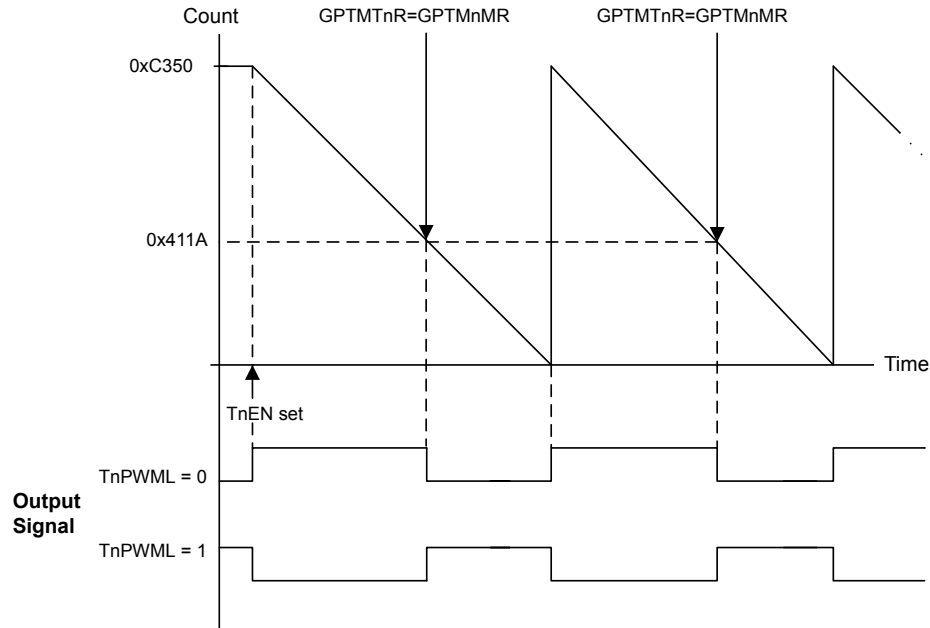 Count
GPTMTnR=GPTMnMR
GPTMTnR=GPTMnMR
0xC350
0x411A
Time
TnEN set
TnPWML = 0
Output
Signal
TnPWML = 1